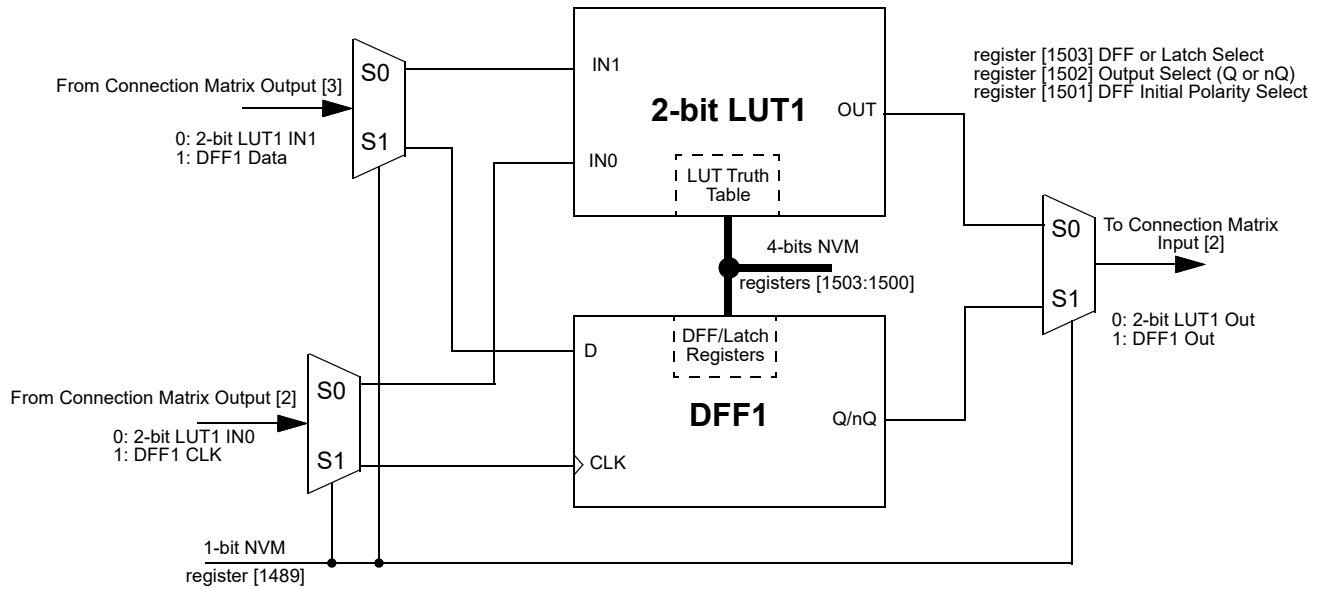 register [1503] DFF or Latch Select
register [1502] Output Select (Q or nQ)
register [1501] DFF Initial Polarity Select
From Connection Matrix Output [3]
0: 2-bit LUT1 IN1
1: DFF1 Data
S0
S1
IN1
2-bit LUT1
OUT
IN0
LUT Truth
Table
4-bits NVM
registers [1503:1500]
S0
S1
To Connection Matrix
Input [2]
0: 2-bit LUT1 Out
1: DFF1 Out
DFF/Latch
Registers
D
DFF1
Q/nQ
CLK
From Connection Matrix Output [2]
0: 2-bit LUT1 IN0
1: DFF1 CLK
S0
S1
1-bit NVM
register [1489]